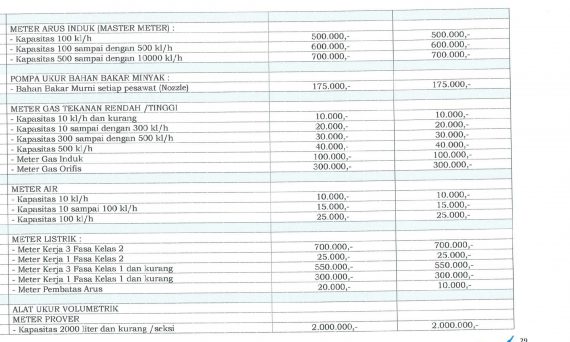 METER ARUS INDUK (MASTER METER) :
- Kapasitas 100 kl/h 500.000,- 500.000,-
- Kapasitas 100 sampai dengan 500 kl/h 600.000,- 600.000,-
- Kapasitas 500 sampai dengan 10000 kl/h 700.000,- 700.000,-
POMPA UKUR BAHAN BAKAR MINYAK :
- Bahan Bakar Murni setiap pesawat (Nozzle) 175.000,- 175.000,-
METER GAS TEKANAN RENDAH /TINGGI
- Kapasitas 10 kl/h dan kurang 10.000,- 10.000,-
- Kapasitas 10 sampai dengan 300 kl/h 20.000,- 20.000,-
- Kapasitas 300 sampai dengan 500 kl/h 30.000,- 30.000,-
- Kapasitas 500 kl/h 40.000,- 40.000,-
- Meter Gas Induk 100.000,- 100.000,-
- Meter Gas Orifis 300.000,- 300.000,-
METER AIR
- Kapasitas 10 kl/h 10.000,- 10.000,-
- Kapasitas 10 sampai 100 kl/h 15.000,- 15.000,-
- Kapasitas 100 kl/h 25.000,- 25.000,-
METER LISTRIK :
- Meter Kerja 3 Fasa Kelas 2 700.000,- 700.000,-
- Meter Kerja 1 Fasa Kelas 2 25.000,- 25.000,-
- Meter Kerja 3 Fasa Kelas 1 dan kurang 550.000,- 550.000,-
- Meter Kerja 1 Fasa Kelas 1 dan kurang 300.000,- 300.000,-
- Meter Pembatas Arus 20.000,- 10.000,-
ALAT UKUR VOLUMETRIK
METER PROVER
- Kapasitas 2000 liter dan kurang /seksi 2.000.000,- 2.000.000,-
29